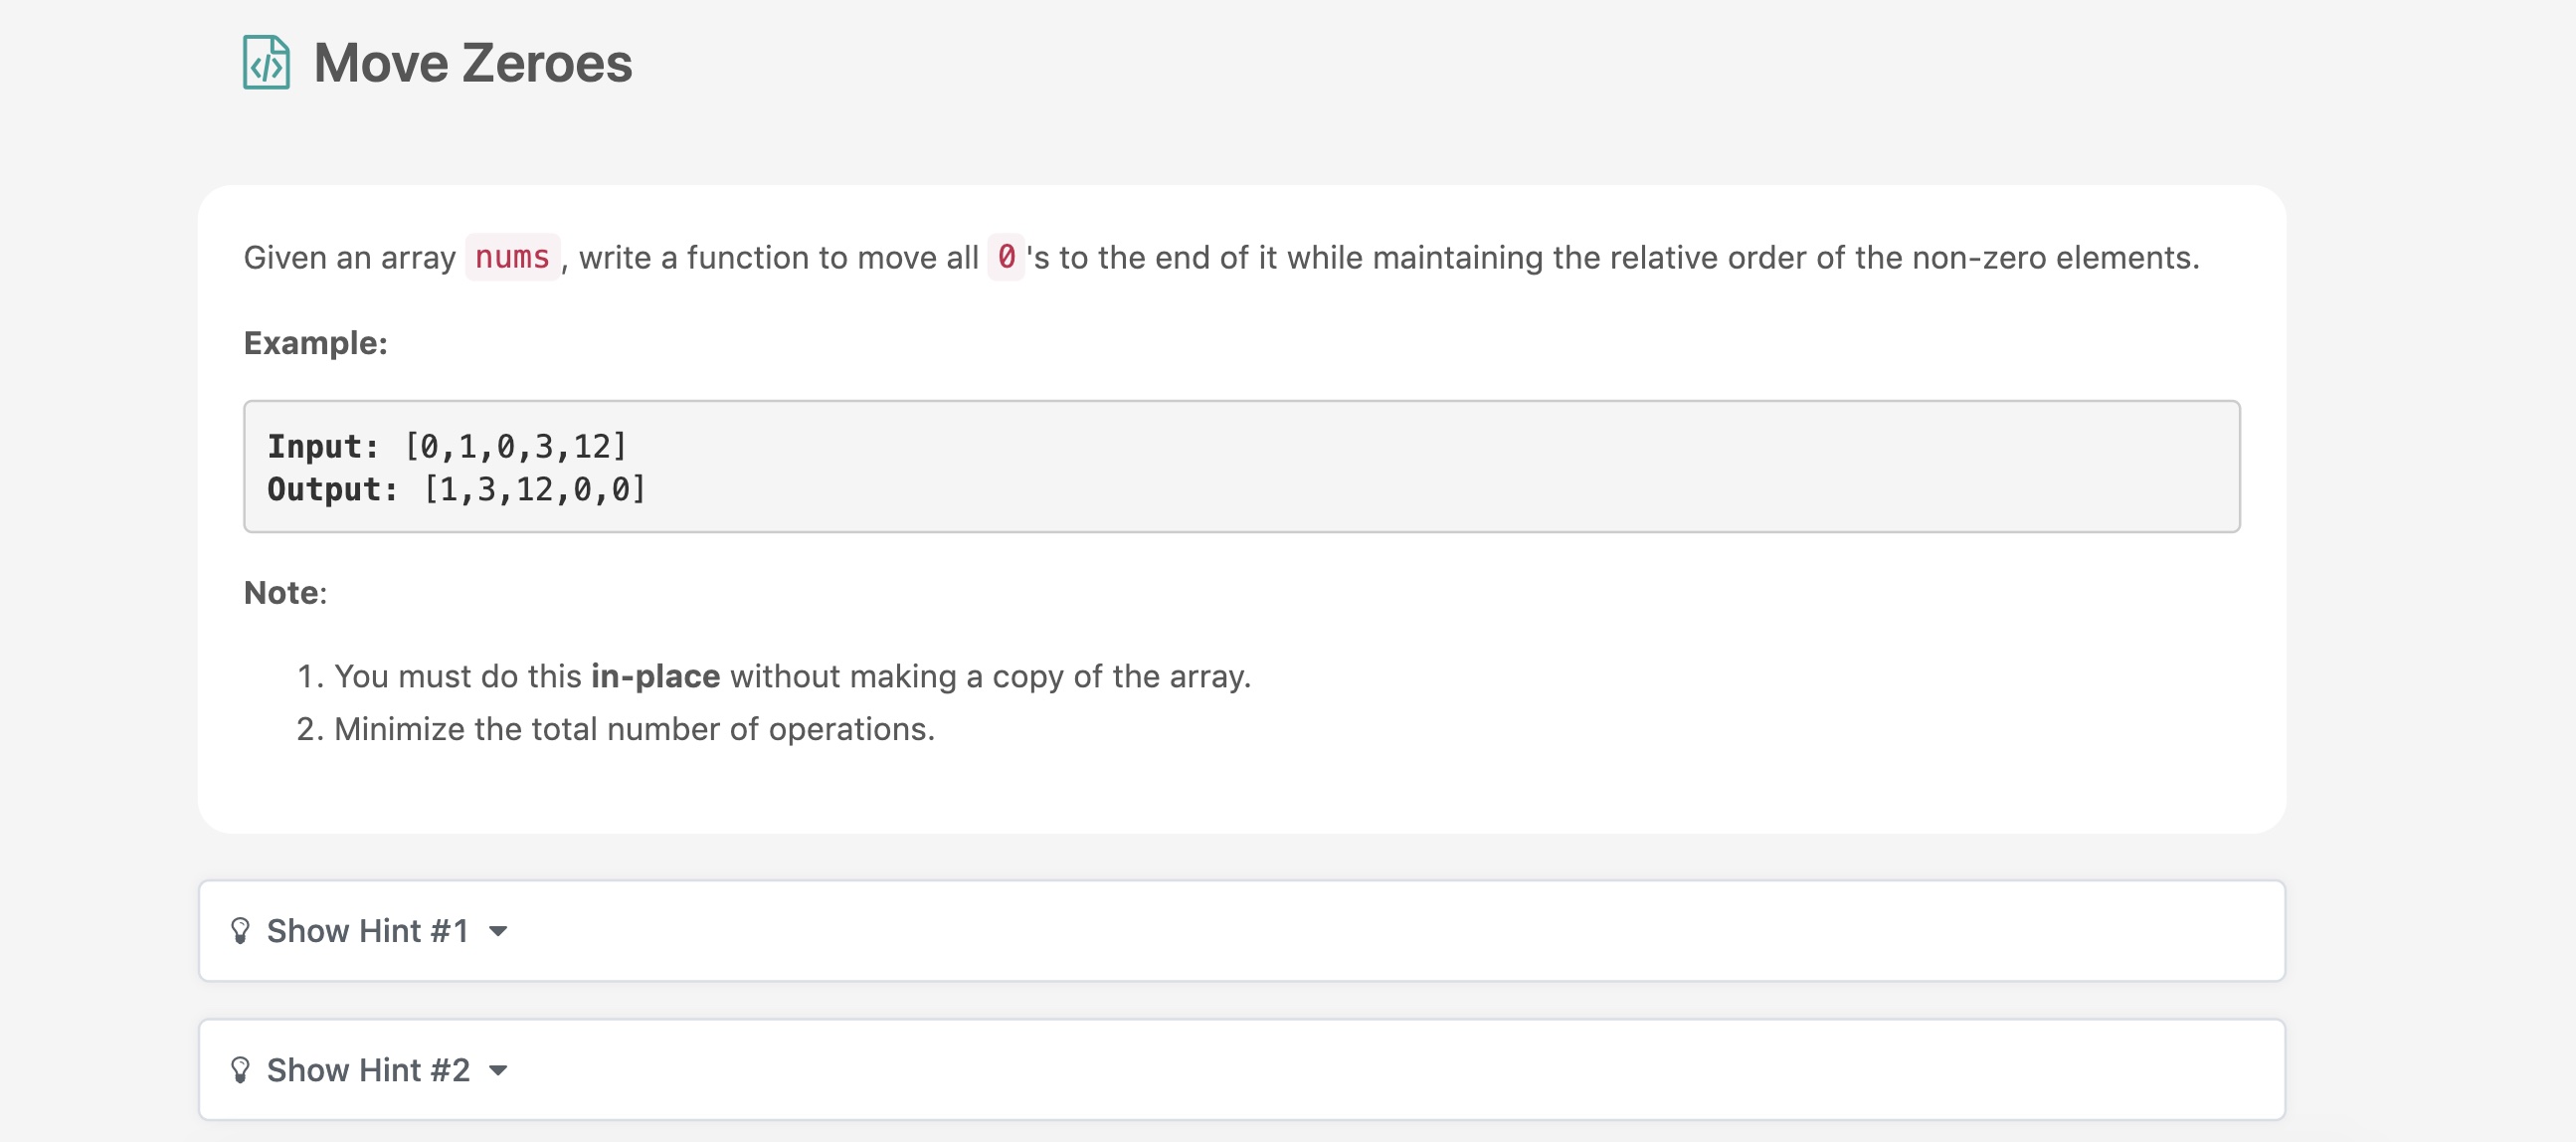 Move Zeroes
Given an array nums, write a function to move all 0's to the end of it while maintaining the relative order of the non-zero elements.
Example:
Input: [0,1,0,3,12]
Output: [1,3,12,0,0]
Note:
1. You must do this in-place without making a copy of the array.
2. Minimize the total number of operations.
Show Hint #1
Show Hint #2